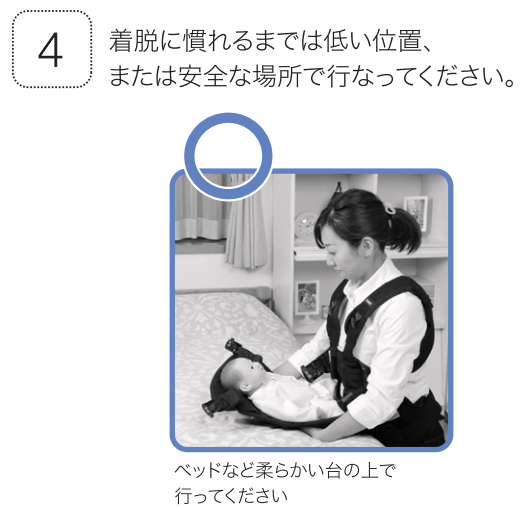 4
着脱に慣れるまでは低い位置、
または安全な場所で行なってください。
ベッドなど柔らかい台の上で
行ってください